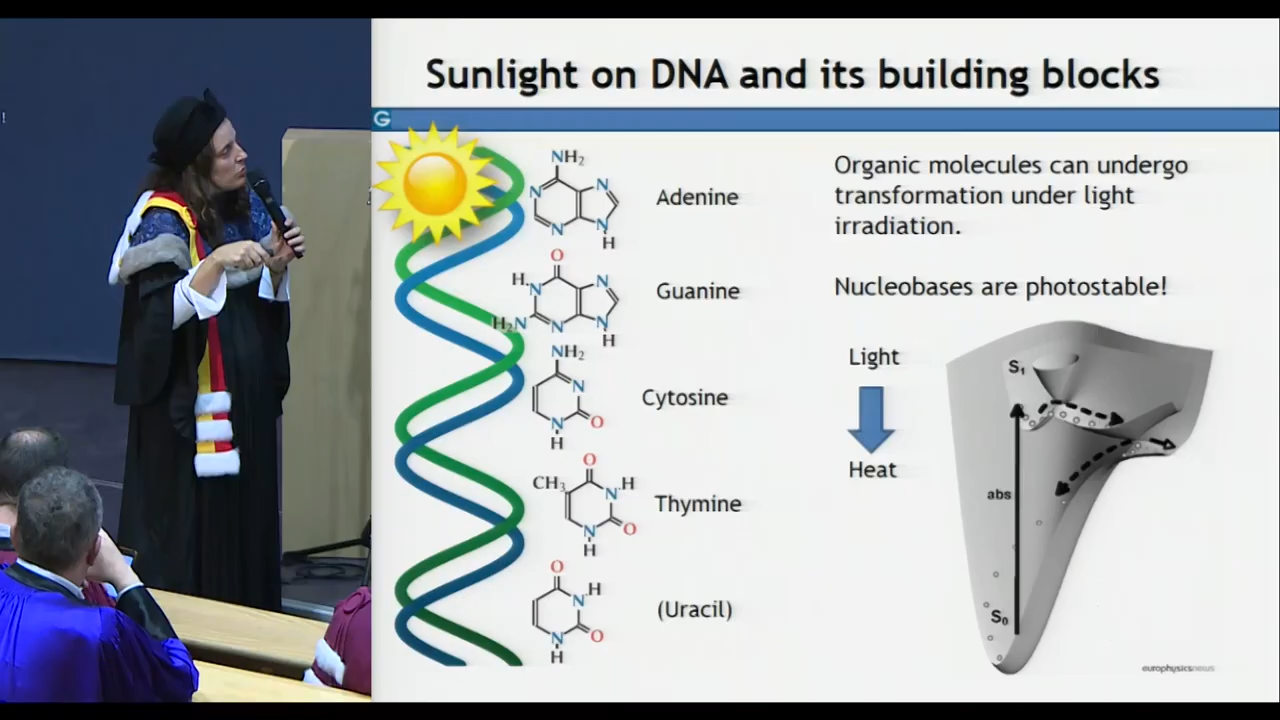 !
Sunlight on DNA and its building blocks
G
NH₂
N
N
N
N
H
Adenine
O
H
N
N
H₂N
N
N
H
Guanine
NH₂
N
N
O
H
Cytosine
O
CH₃
N
H
N
O
H
Thymine
O
H
N
N
O
H
(Uracil)
Organic molecules can undergo
transformation under light
irradiation.
Nucleobases are photostable!
Light
Heat
S₁
abs
S₀
europhysicsnews